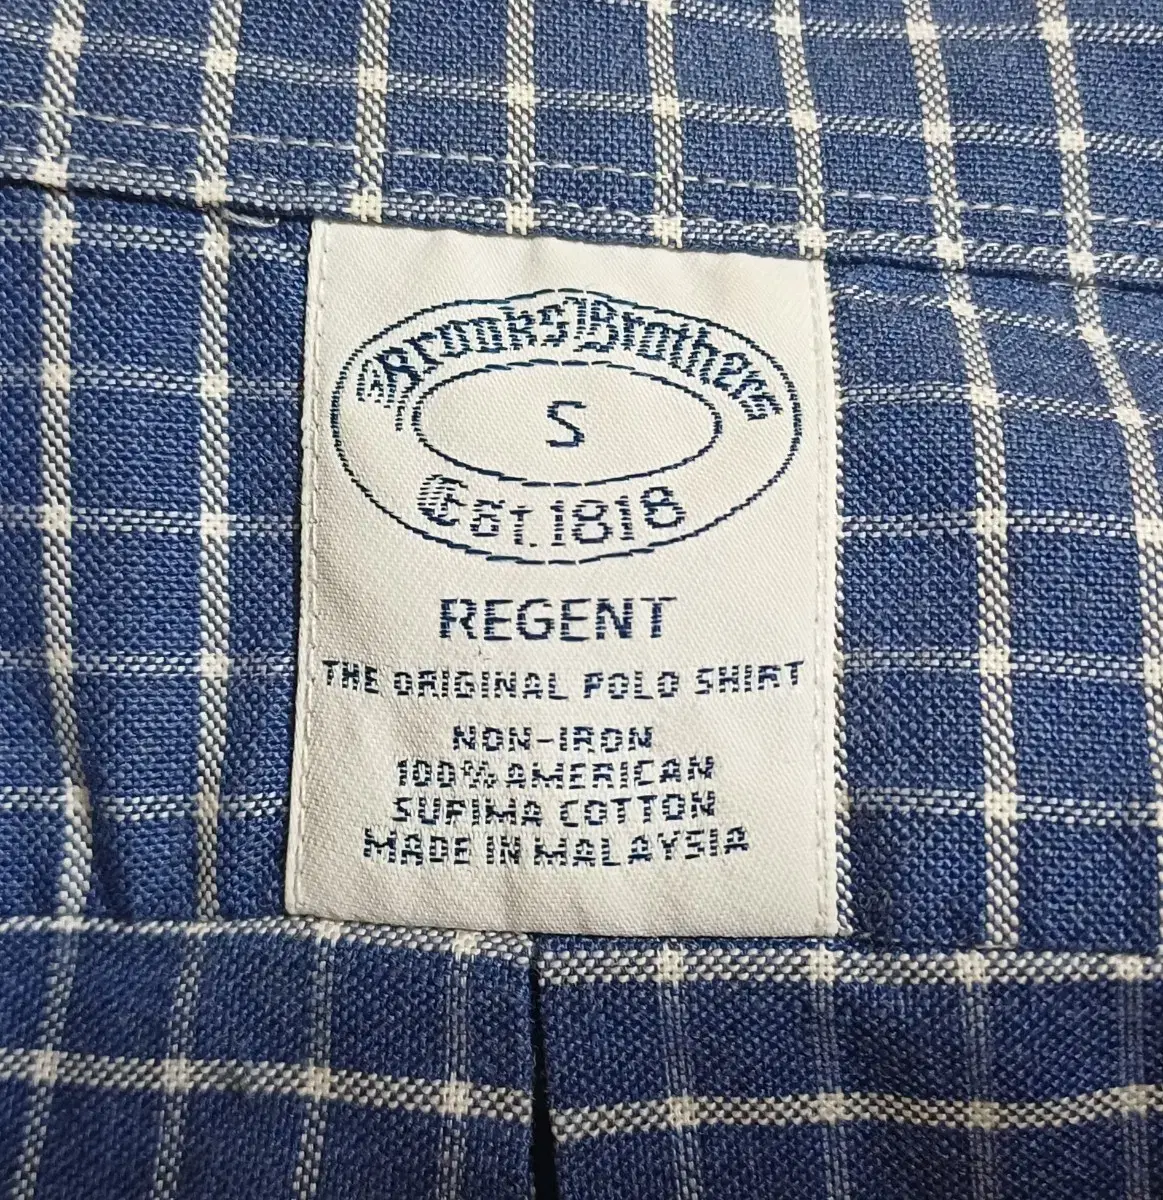 Brooks Brothers
S
Est. 1818
REGENT
THE ORIGINAL POLO SHIRT
NON-IRON
100% AMERICAN
SUPIMA COTTON
MADE IN MALAYSIA